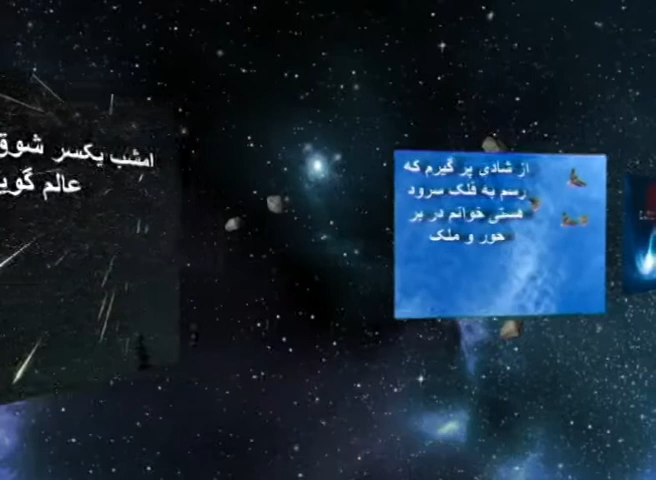 امشب یکسر شوق
عالم گوی
از شادی پر گیرم که
رسم به فلک سرود
هستی خوانم در بر
حور و ملک